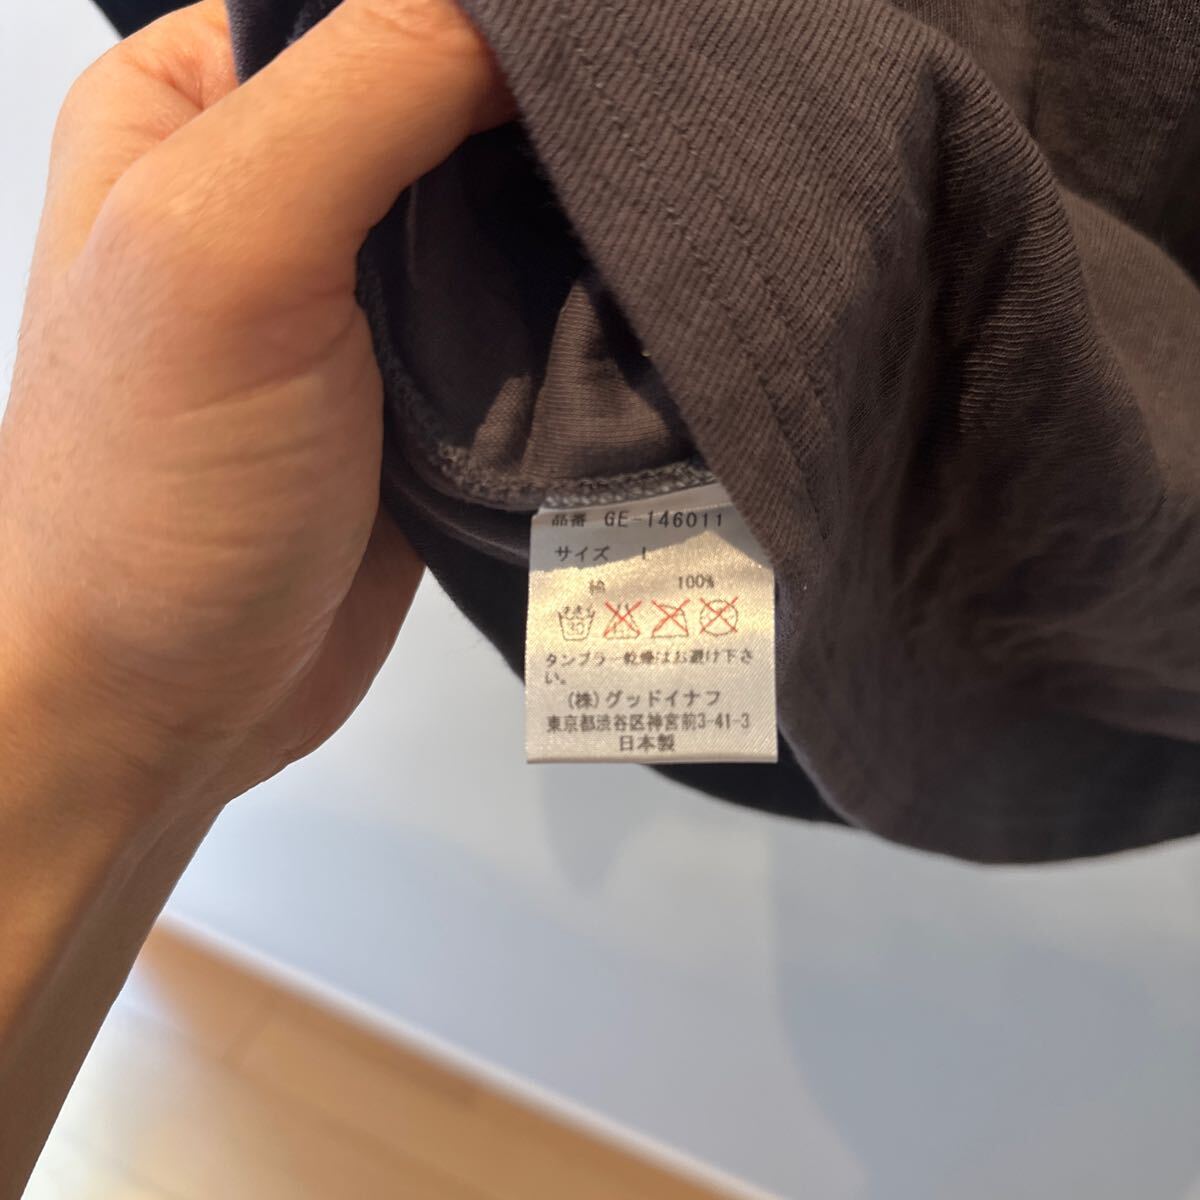 品番 GE-146011
サイズ L
綿 100%
30
タンブラー乾燥はお避け下さ
い。
(株)グッドイナフ
東京都渋谷区神宮前3-41-3
日本製